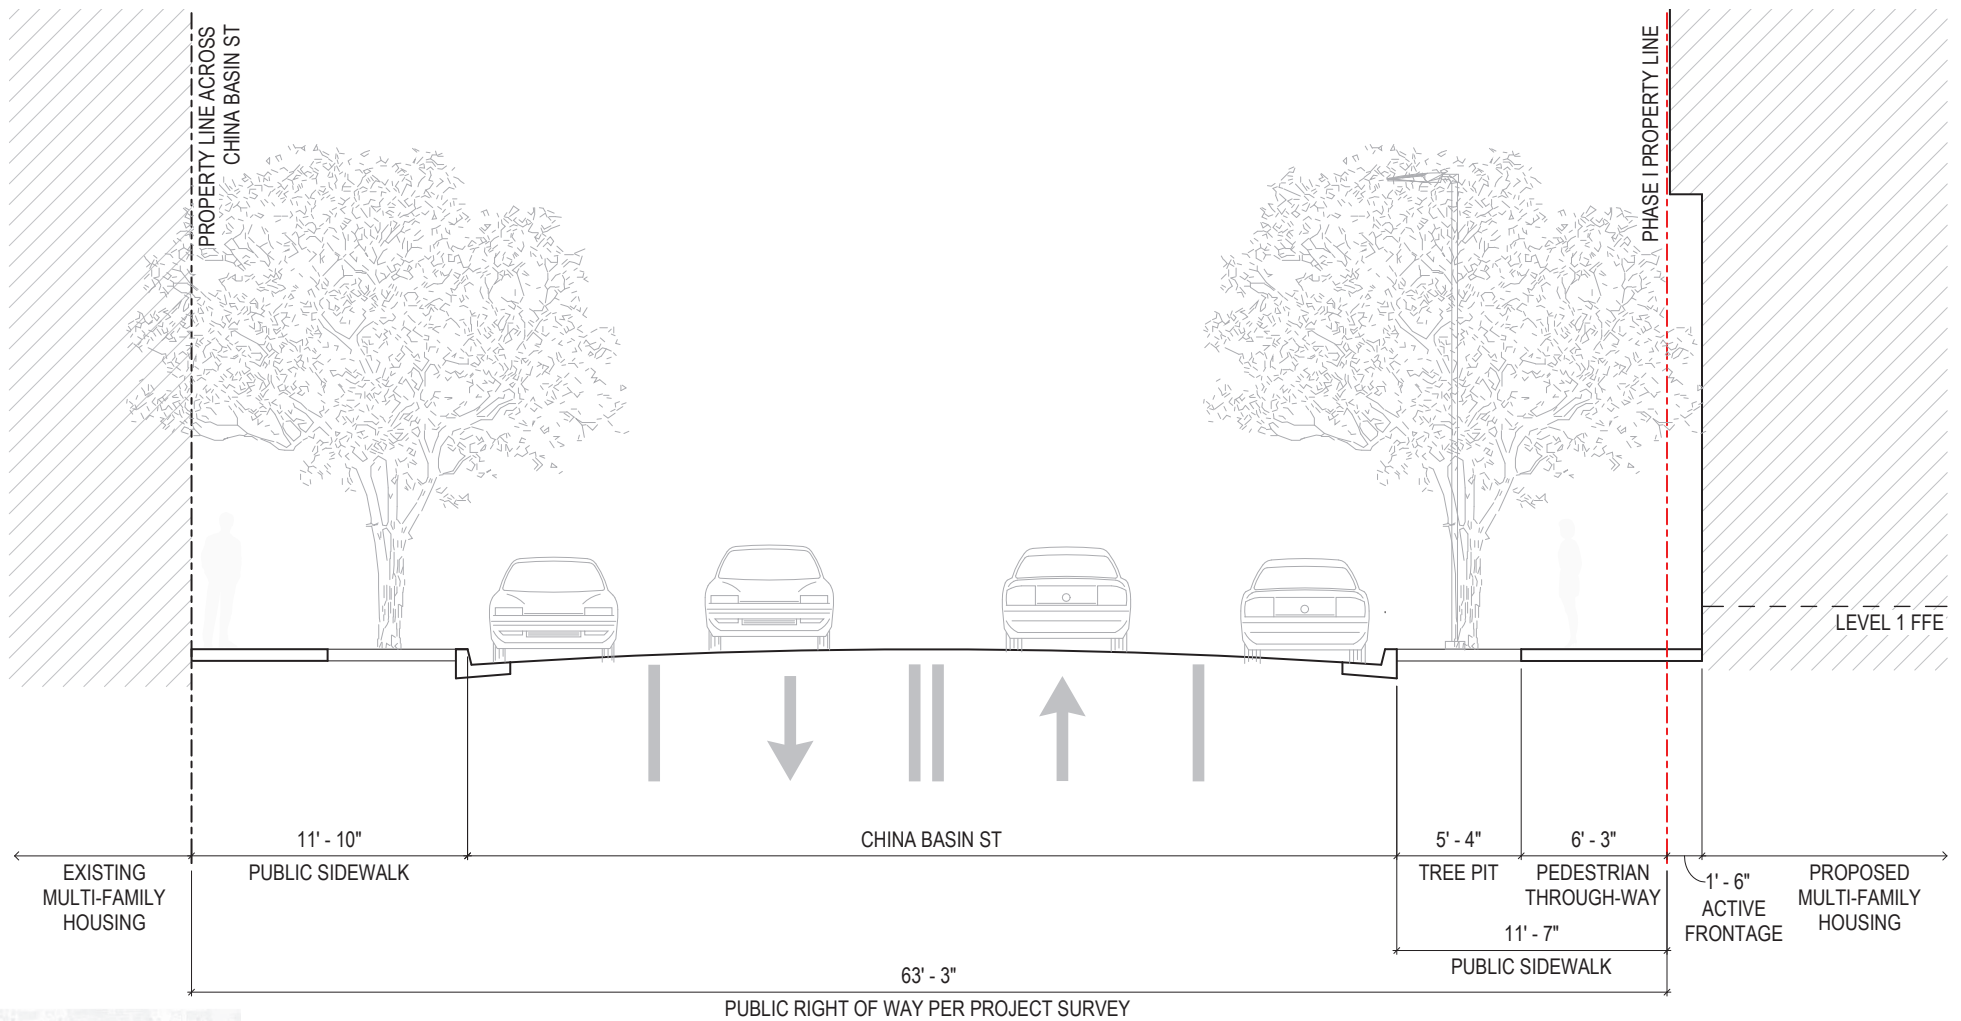 PROPERTY LINE ACROSS
CHINA BASIN ST
PHASE I PROPERTY LINE
LEVEL 1 FFE
11' - 10"
CHINA BASIN ST
5' - 4"
6' - 3"
EXISTING
MULTI-FAMILY
HOUSING
PUBLIC SIDEWALK
TREE PIT
PEDESTRIAN
THROUGH-WAY
1' - 6"
ACTIVE
FRONTAGE
PROPOSED
MULTI-FAMILY
HOUSING
11' - 7"
PUBLIC SIDEWALK
63' - 3"
PUBLIC RIGHT OF WAY PER PROJECT SURVEY